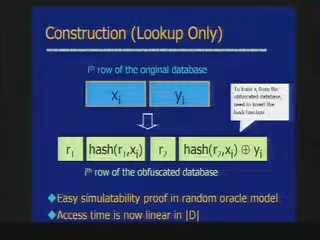 Construction (Lookup Only)
iᵗʰ row of the original database
xᵢ yᵢ
To learn xᵢ from the
obfuscated database,
need to invert the
hash function
r₁ hash(r₁,xᵢ) r₂ hash(r₂,xᵢ) ⊕ yᵢ
iᵗʰ row of the obfuscated database
Easy simulatability proof in random oracle model
Access time is now linear in |D|